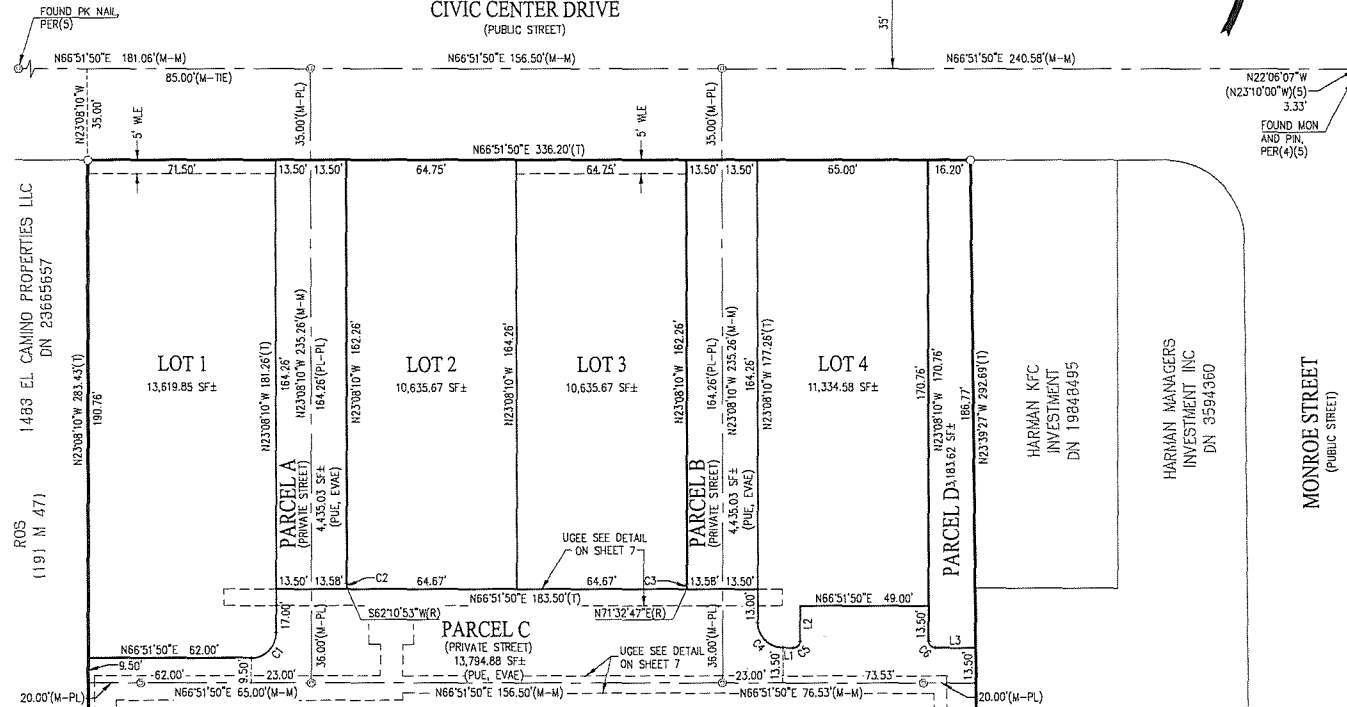 FOUND PK NAIL,
PER(5)
CIVIC CENTER DRIVE
(PUBLIC STREET)
35'
N66°51'50"E 181.06'(M-M)
N66°51'50"E 156.50'(M-M)
N66°51'50"E 240.58'(M-M)
85.00'(M-TIE)
N22°06'07"W
(N23°10'00"W)(5)
3.33'
FOUND MON
AND PIN,
PER(4)(5)
N23°08'10"W
35.00'
5' WLE
35.00'(M-PL)
5' WLE
35.00'(M-PL)
N66°51'50"E 336.20'(T)
71.50'
13.50'
13.50'
64.75'
64.75'
13.50'
13.50'
65.00'
16.20'
1483 EL CAMINO PROPERTIES LLC
DN 23665657
ROS
(191 M 47)
N23°08'10"W 283.43'(T)
190.76'
LOT 1
13,619.85 SF±
N23°08'10"W 181.26'(T)
164.26'
N23°08'10"W 235.26'(M-M)
164.26'(PL-PL)
PARCEL A
(PRIVATE STREET)
4,435.03 SF±
(PUE, EVAE)
N23°08'10"W 162.26'
LOT 2
10,635.67 SF±
N23°08'10"W 164.26'
LOT 3
10,635.67 SF±
N23°08'10"W 162.26'
164.26'(PL-PL)
N23°08'10"W 235.26'(M-M)
PARCEL B
(PRIVATE STREET)
4,435.03 SF±
(PUE, EVAE)
N23°08'10"W 177.26'(T)
LOT 4
11,334.58 SF±
170.76'
N23°08'10"W 170.76'
PARCEL D
3,183.62 SF±
186.77'
N23°39'27"W 292.69'(T)
HARMAN KFC
INVESTMENT
DN 19848495
HARMAN MANAGERS
INVESTMENT INC
DN 3594360
MONROE STREET
(PUBLIC STREET)
UGEE SEE DETAIL
ON SHEET 7
13.50'
13.58'
C2
64.67'
64.67'
C3
13.58'
13.50'
N66°51'50"E 183.50'(T)
S62°10'53"W(R)
N71°32'47"E(R)
17.00'
13.00'
N66°51'50"E 49.00'
36.00'(M-PL)
PARCEL C
(PRIVATE STREET)
13,794.88 SF±
(PUE, EVAE)
UGEE SEE DETAIL
ON SHEET 7
36.00'(M-PL)
L2
13.50'
L3
N66°51'50"E 62.00'
C1
C4
L1
C5
C6
9.50'
9.50'
13.50'
13.50'
62.00'
23.00'
23.00'
73.53'
20.00'(M-PL)
N66°51'50"E 65.00'(M-M)
N66°51'50"E 156.50'(M-M)
N66°51'50"E 76.53'(M-M)
20.00'(M-PL)